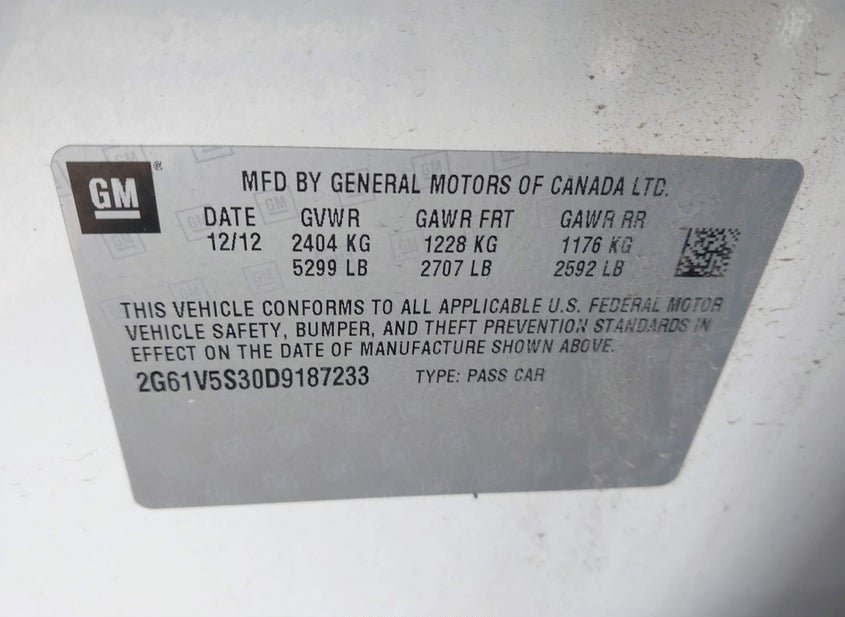 GM®
MFD BY GENERAL MOTORS OF CANADA LTD.
DATE GVWR GAWR FRT GAWR RR
12/12 2404 KG 1228 KG 1176 KG
5299 LB 2707 LB 2592 LB
THIS VEHICLE CONFORMS TO ALL APPLICABLE U.S. FEDERAL MOTOR
VEHICLE SAFETY, BUMPER, AND THEFT PREVENTION STANDARDS IN
EFFECT ON THE DATE OF MANUFACTURE SHOWN ABOVE.
2G61V5S30D9187233 TYPE: PASS CAR